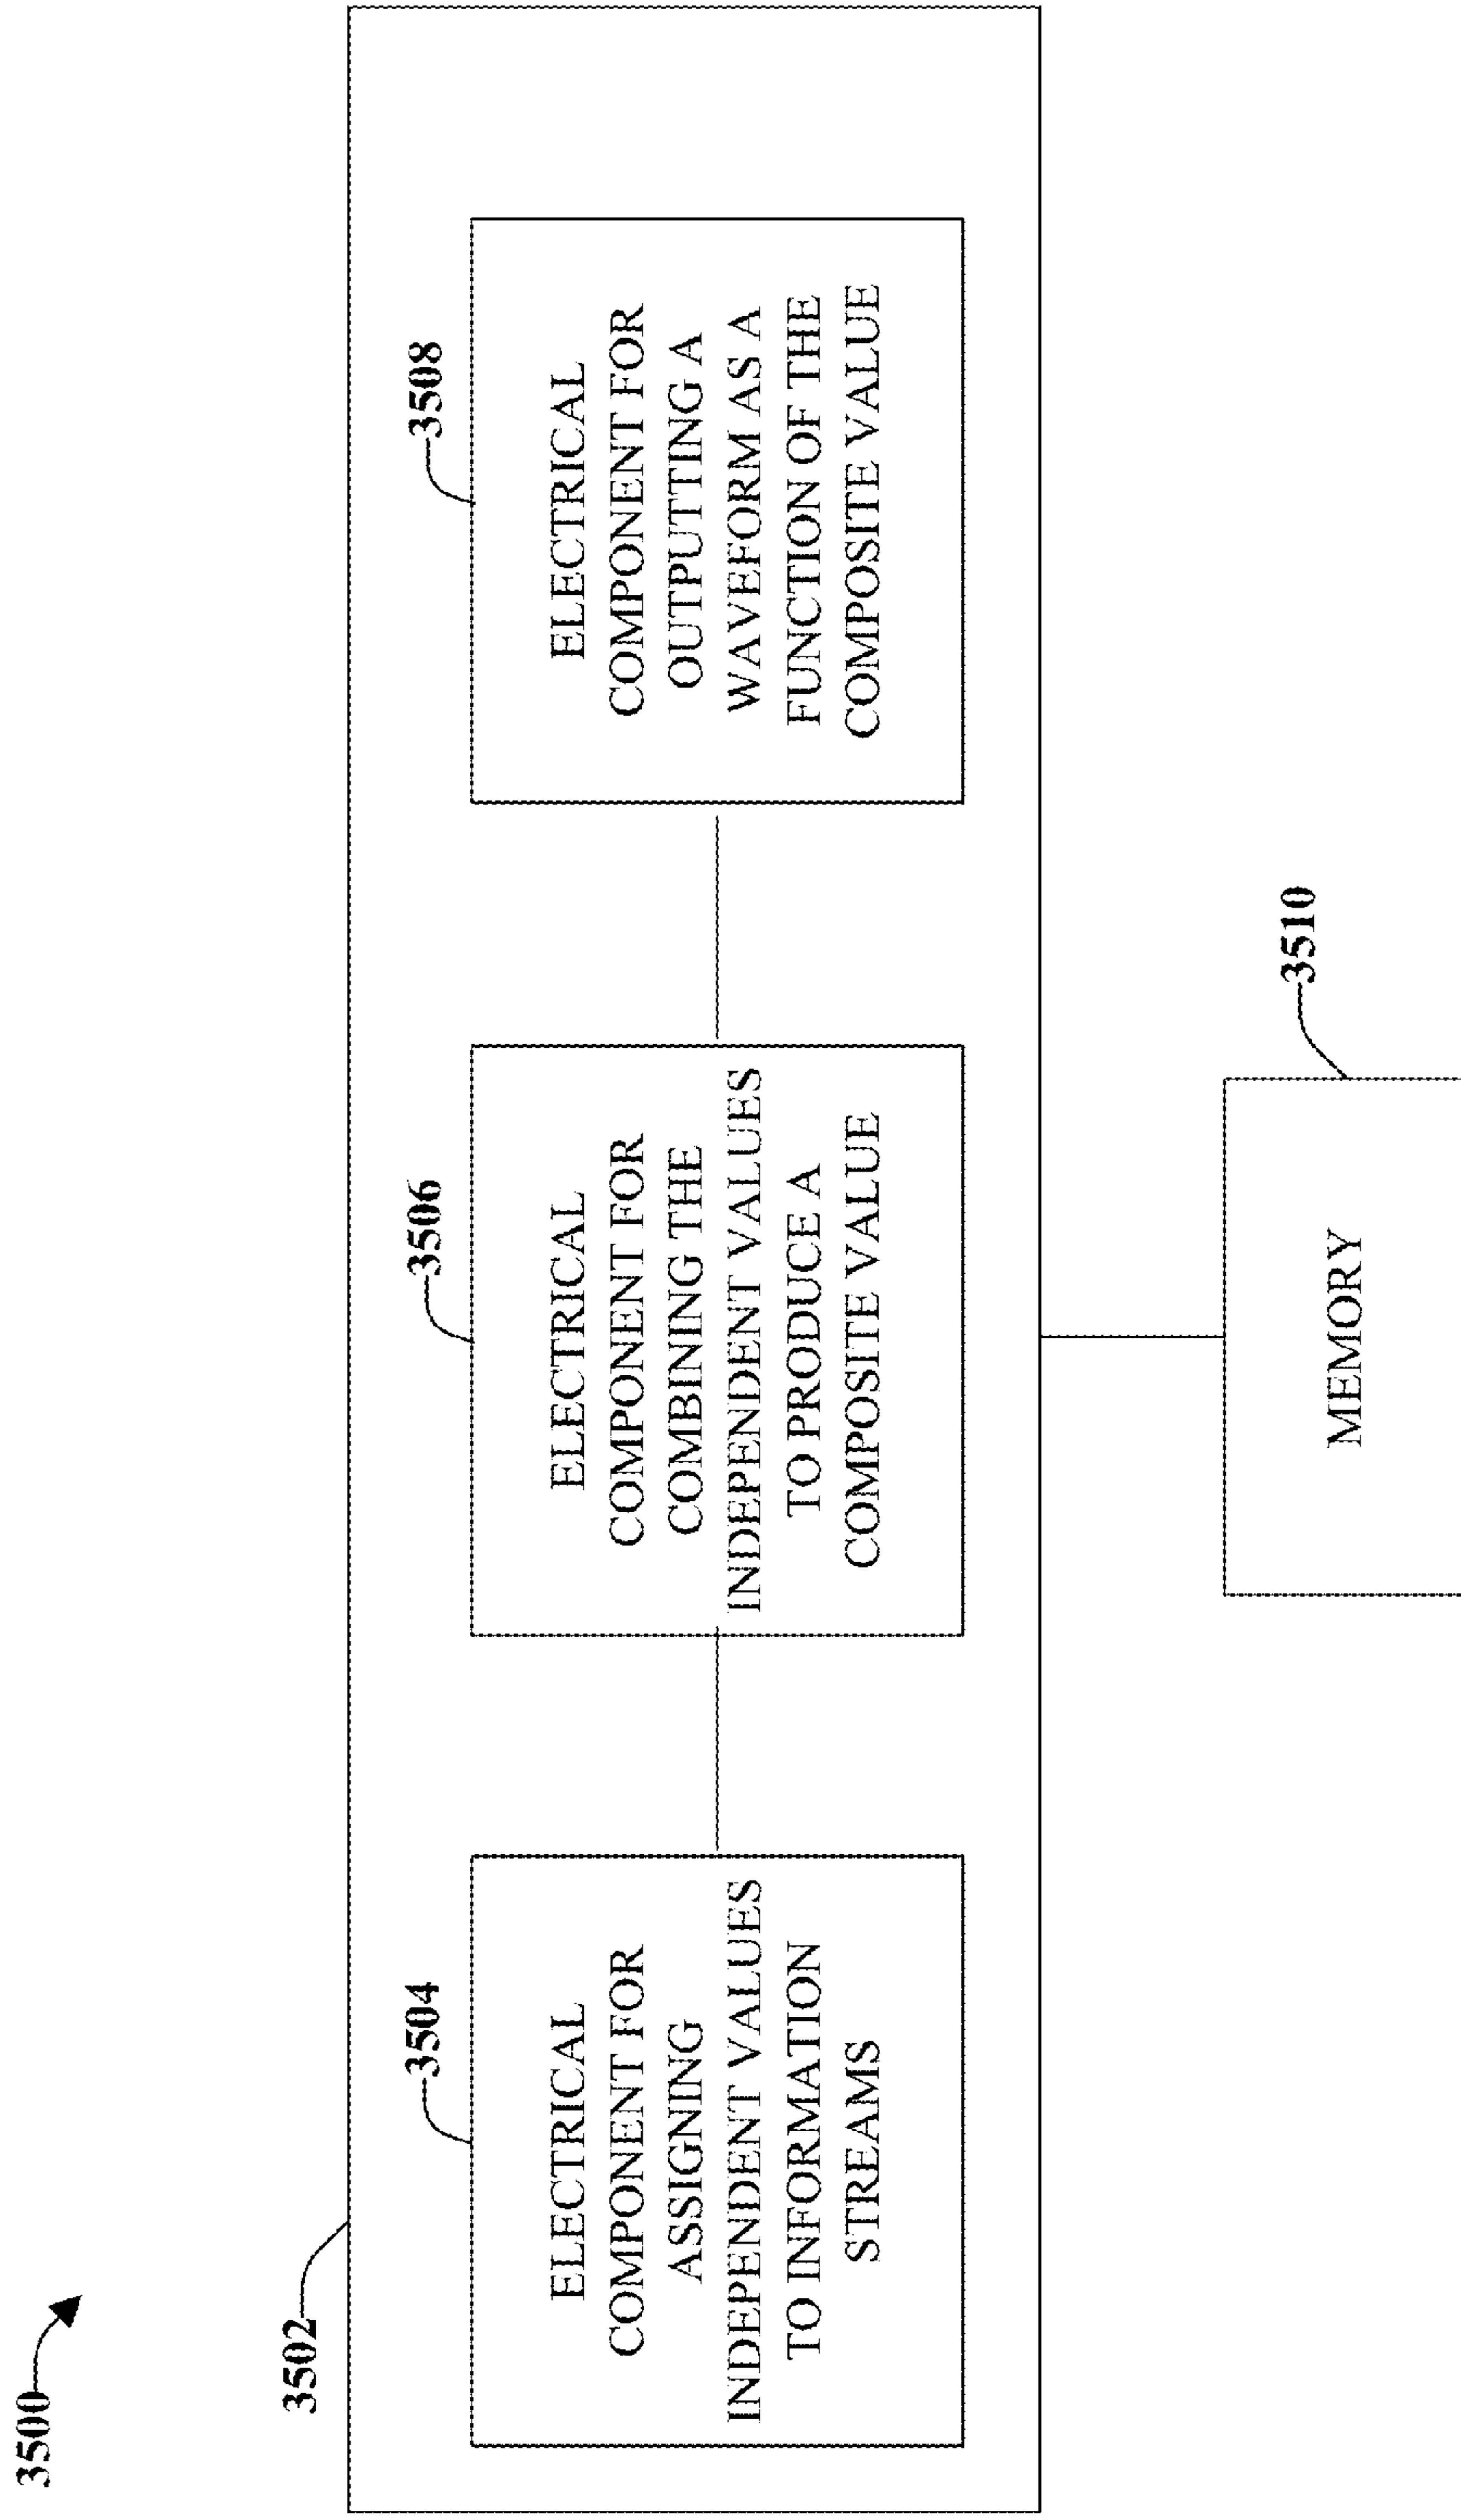 3500
3502
3504
ELECTRICAL
COMPONENT FOR
ASSIGNING
INDEPENDENT VALUES
TO INFORMATION
STREAMS
3506
ELECTRICAL
COMPONENT FOR
COMBINING THE
INDEPENDENT VALUES
TO PRODUCE A
COMPOSITE VALUE
3508
ELECTRICAL
COMPONENT FOR
OUTPUTTING A
WAVEFORM AS A
FUNCTION OF THE
COMPOSITE VALUE
3510
MEMORY